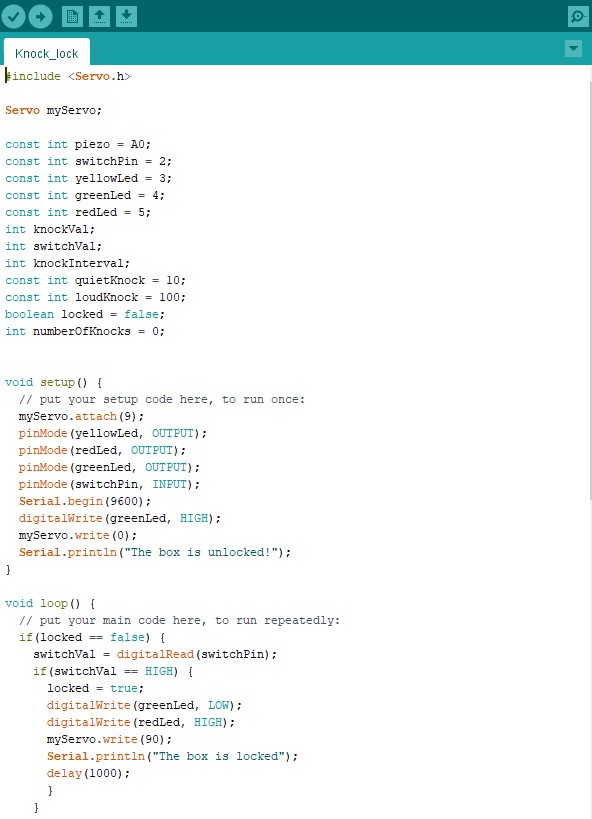 Knock_lock
#include <Servo.h>
Servo myServo;
const int piezo = A0;
const int switchPin = 2;
const int yellowLed = 3;
const int greenLed = 4;
const int redLed = 5;
int knockVal;
int switchVal;
int knockInterval;
const int quietKnock = 10;
const int loudKnock = 100;
boolean locked = false;
int numberOfKnocks = 0;
void setup() {
// put your setup code here, to run once:
myServo.attach(9);
pinMode(yellowLed, OUTPUT);
pinMode(redLed, OUTPUT);
pinMode(greenLed, OUTPUT);
pinMode(switchPin, INPUT);
Serial.begin(9600);
digitalWrite(greenLed, HIGH);
myServo.write(0);
Serial.println("The box is unlocked!");
}
void loop() {
// put your main code here, to run repeatedly:
if(locked == false) {
switchVal = digitalRead(switchPin);
if(switchVal == HIGH) {
locked = true;
digitalWrite(greenLed, LOW);
digitalWrite(redLed, HIGH);
myServo.write(90);
Serial.println("The box is locked");
delay(1000);
}
}